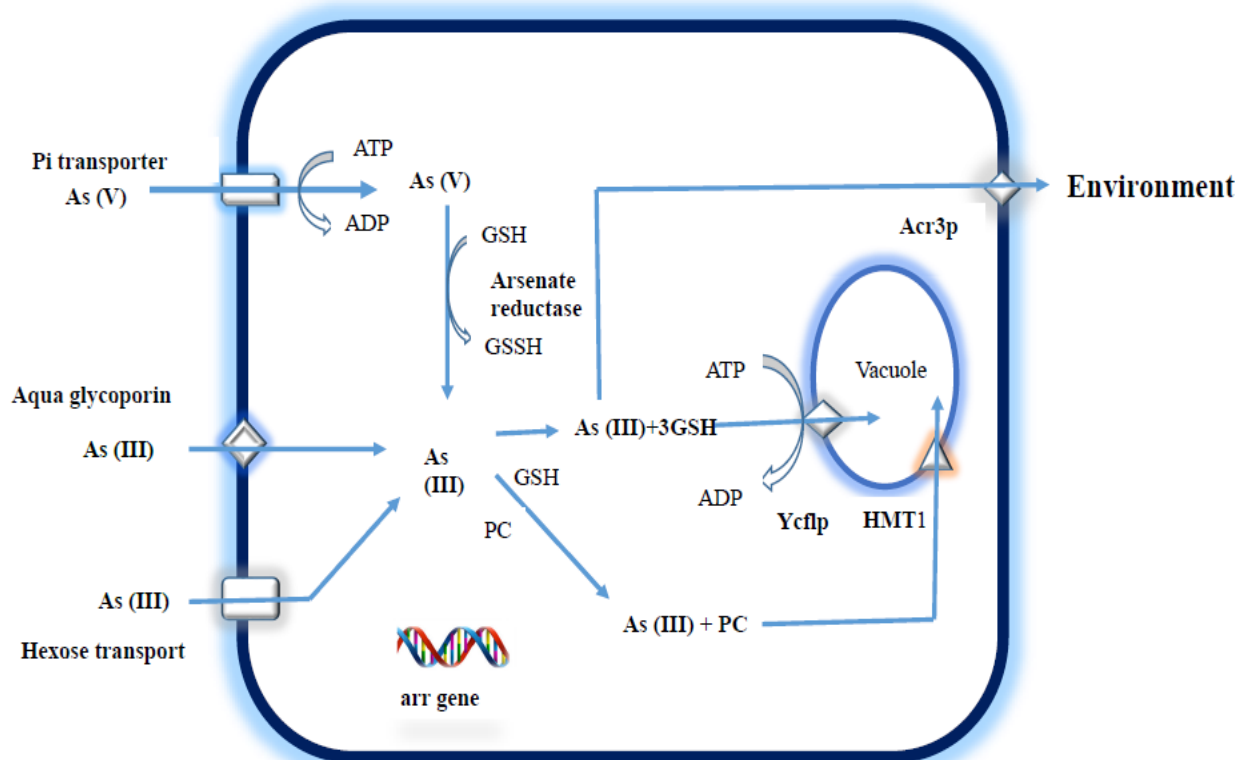 Pi transporter
As (V)
ATP
ADP
As (V)
GSH
Arsenate
reductase
GSSH
Environment
Acr3p
Aqua glycoporin
As (III)
As
(III)
GSH
PC
As (III)+3GSH
ATP
ADP
Vacuole
Ycflp
HMT1
As (III)
Hexose transport
As (III) + PC
arr gene